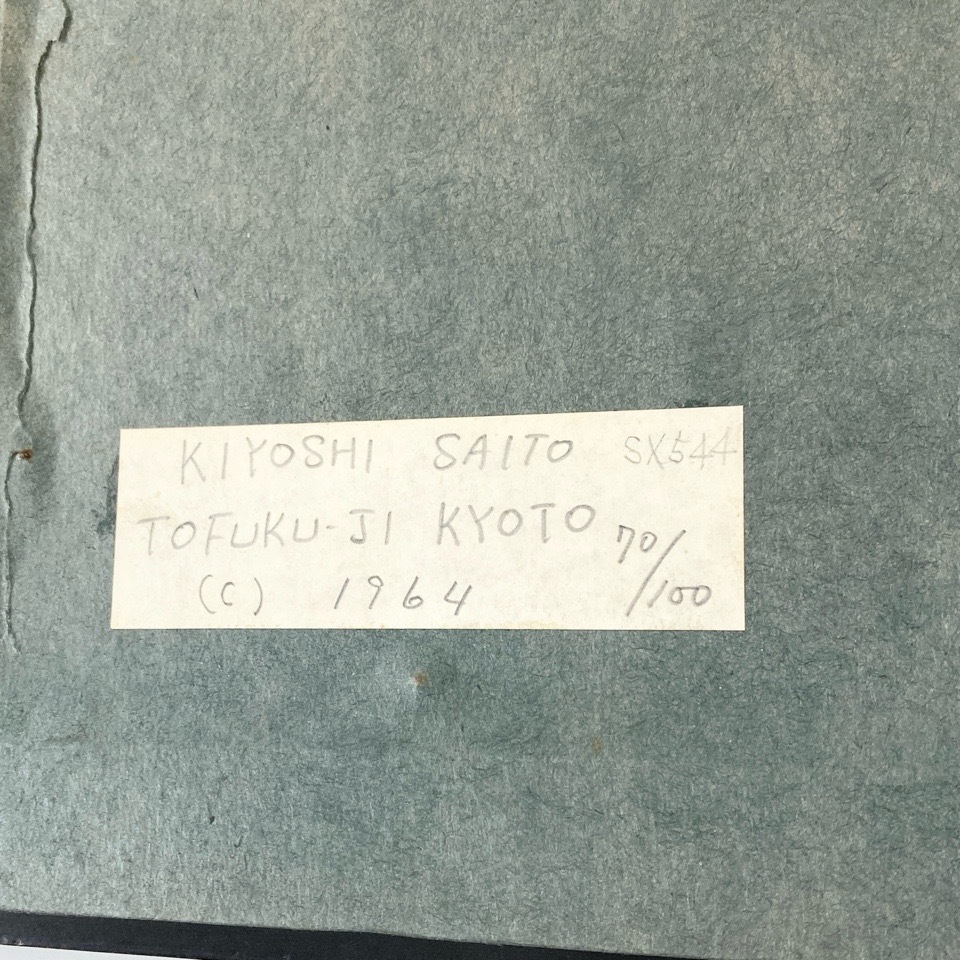 KIYOSHI SAITO SX544
TOFUKU-JI KYOTO 70/100
(C) 1964